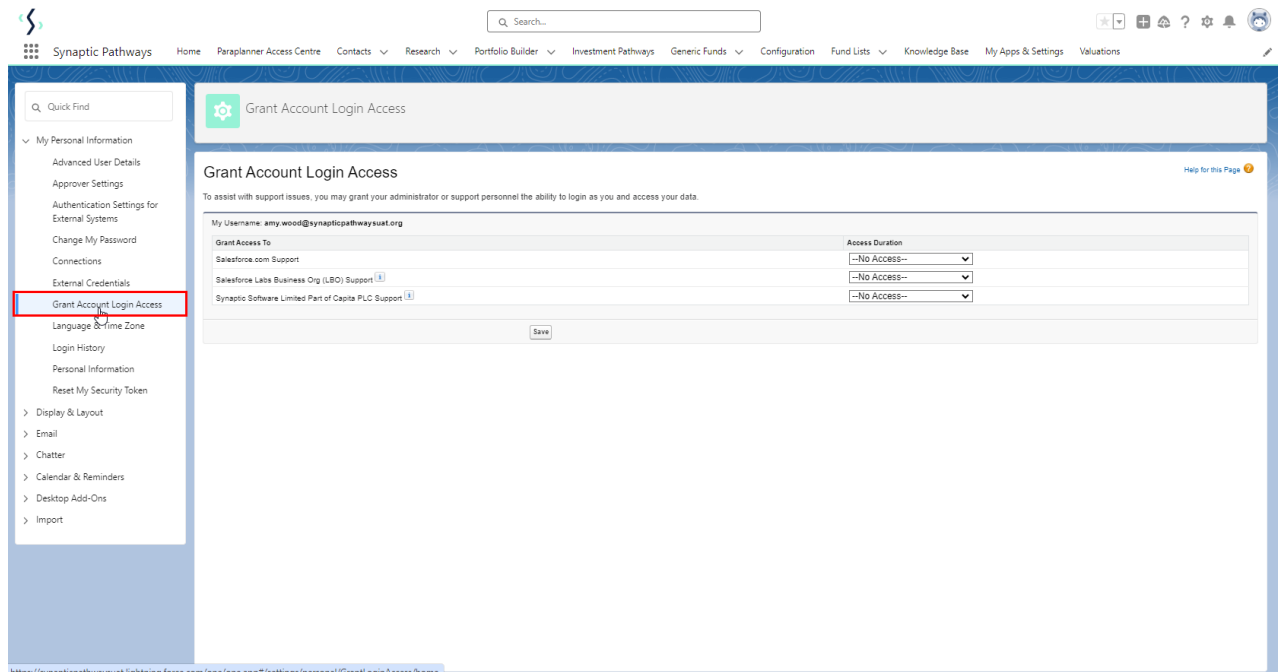 Search...
Synaptic Pathways Home Paraplanner Access Centre Contacts Research Portfolio Builder Investment Pathways Generic Funds Configuration Fund Lists Knowledge Base My Apps & Settings Valuations
Quick Find
My Personal Information
Advanced User Details
Approver Settings
Authentication Settings for
External Systems
Change My Password
Connections
External Credentials
Grant Account Login Access
Language & Time Zone
Login History
Personal Information
Reset My Security Token
Display & Layout
Email
Chatter
Calendar & Reminders
Desktop Add-Ons
Import
Grant Account Login Access
Grant Account Login Access
Help for this Page
To assist with support issues, you may grant your administrator or support personnel the ability to login as you and access your data.
My Username: amy.wood@synapticpathwaysuat.org
Grant Access To Access Duration
Salesforce.com Support --No Access--
Salesforce Labs Business Org (LBO) Support i --No Access--
Synaptic Software Limited Part of Capita PLC Support i --No Access--
Save